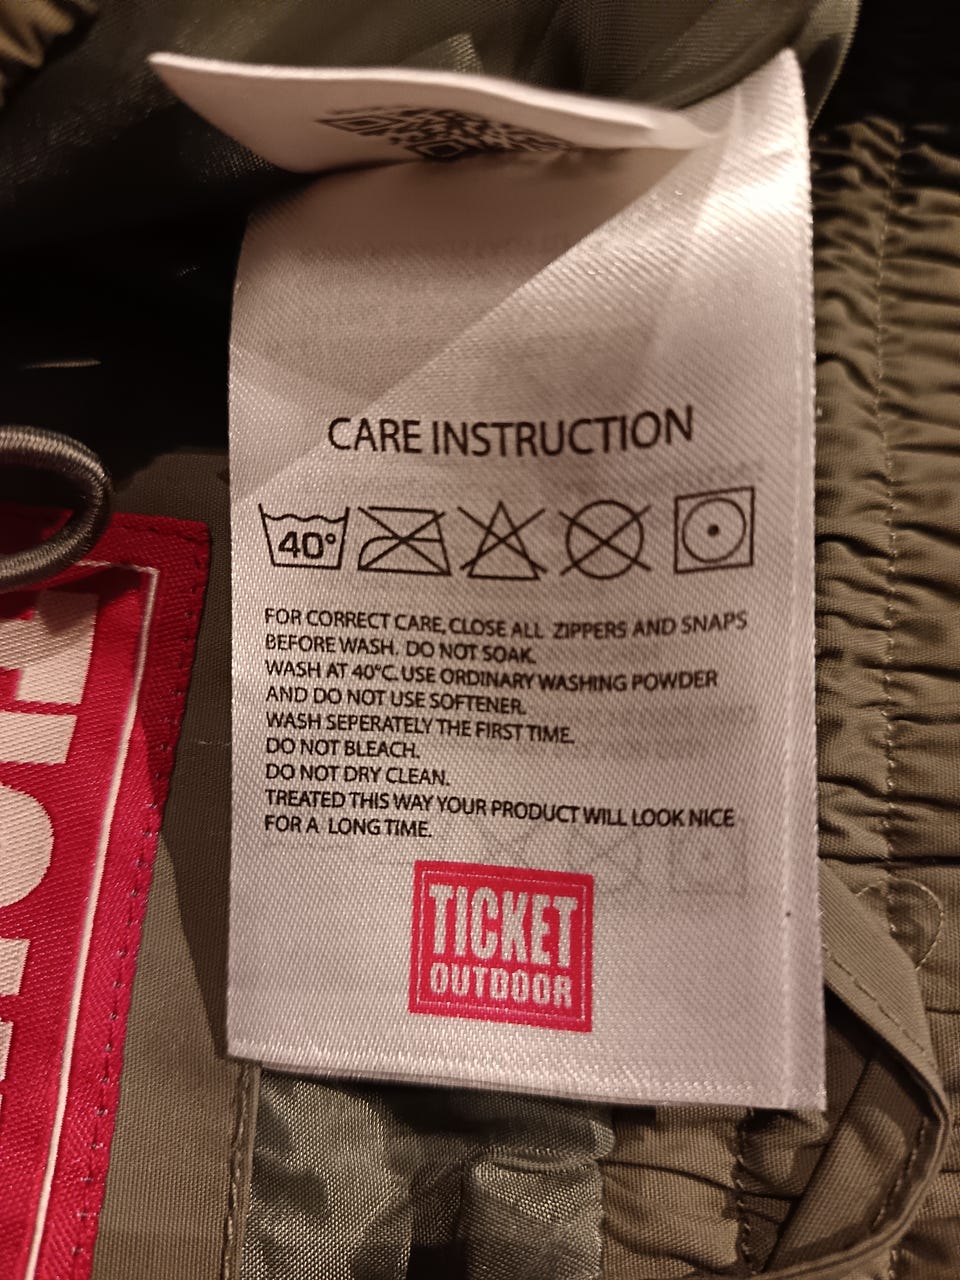 CARE INSTRUCTION
40°
FOR CORRECT CARE, CLOSE ALL ZIPPERS AND SNAPS
BEFORE WASH. DO NOT SOAK.
WASH AT 40°C. USE ORDINARY WASHING POWDER
AND DO NOT USE SOFTENER.
WASH SEPERATELY THE FIRST TIME.
DO NOT BLEACH.
DO NOT DRY CLEAN.
TREATED THIS WAY YOUR PRODUCT WILL LOOK NICE
FOR A LONG TIME.
TICKET
OUTDOOR